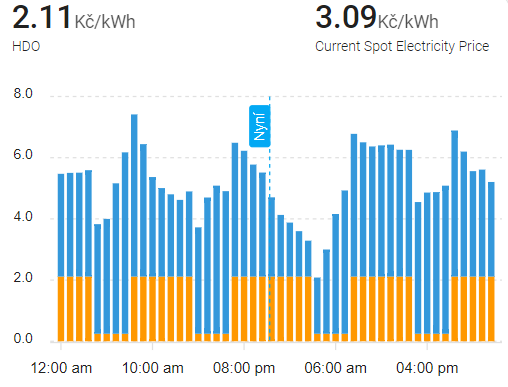 2.11Kč/kWh
HDO
3.09Kč/kWh
Current Spot Electricity Price
8.0
6.0
4.0
2.0
0.0
Nyní
12:00 am
10:00 am
08:00 pm
06:00 am
04:00 pm